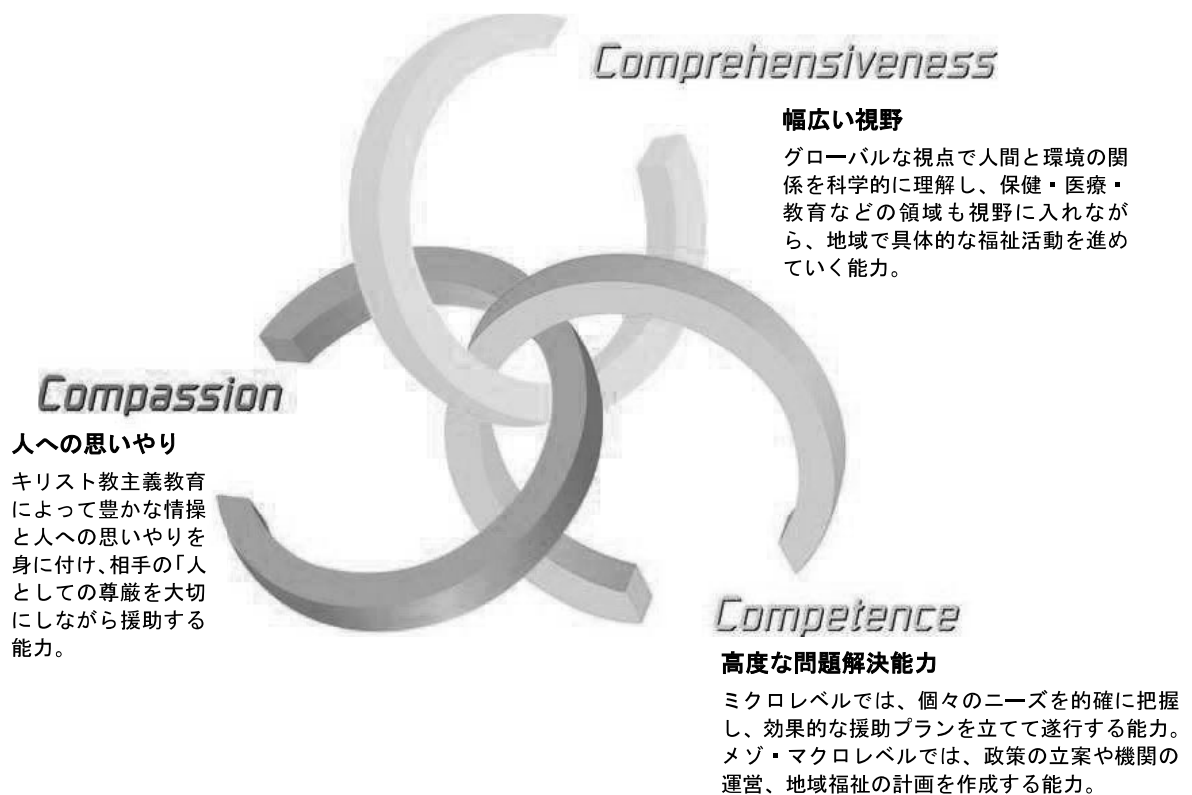 Comprehensiveness
幅広い視野
グローバルな視点で人間と環境の関
係を科学的に理解し、保健・医療・
教育などの領域も視野に入れなが
ら、地域で具体的な福祉活動を進め
ていく能力。
Compassion
人への思いやり
キリスト教主義教育
によって豊かな情操
と人への思いやりを
身に付け、相手の「人
としての尊厳を大切
にしながら援助する
能力。
Competence
高度な問題解決能力
ミクロレベルでは、個々のニーズを的確に把握
し、効果的な援助プランを立てて遂行する能力。
メゾ・マクロレベルでは、政策の立案や機関の
運営、地域福祉の計画を作成する能力。